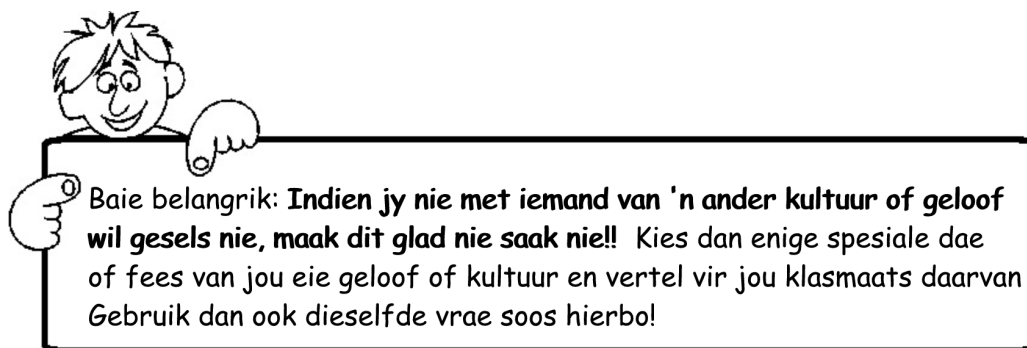 Baie belangrik: Indien jy nie met iemand van 'n ander kultuur of geloof
wil gesels nie, maak dit glad nie saak nie!! Kies dan enige spesiale dae
of fees van jou eie geloof of kultuur en vertel vir jou klasmaats daarvan
Gebruik dan ook dieselfde vrae soos hierbo!